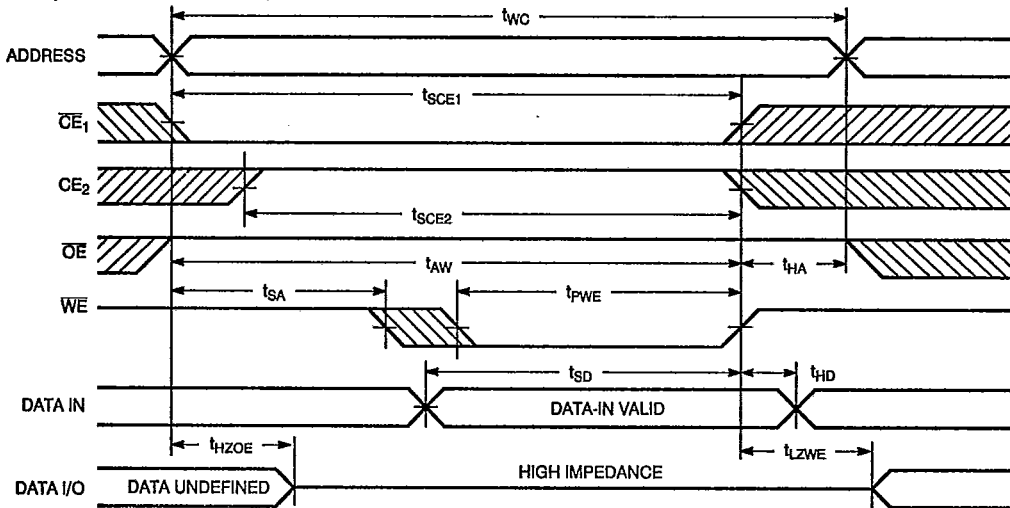 tWC
ADDRESS
tSCE1
CE1
CE2
tSCE2
OE
tAW
tHA
tSA
tPWE
WE
tSD
tHD
DATA IN
DATA-IN VALID
tHZOE
tLZWE
HIGH IMPEDANCE
DATA I/O
DATA UNDEFINED